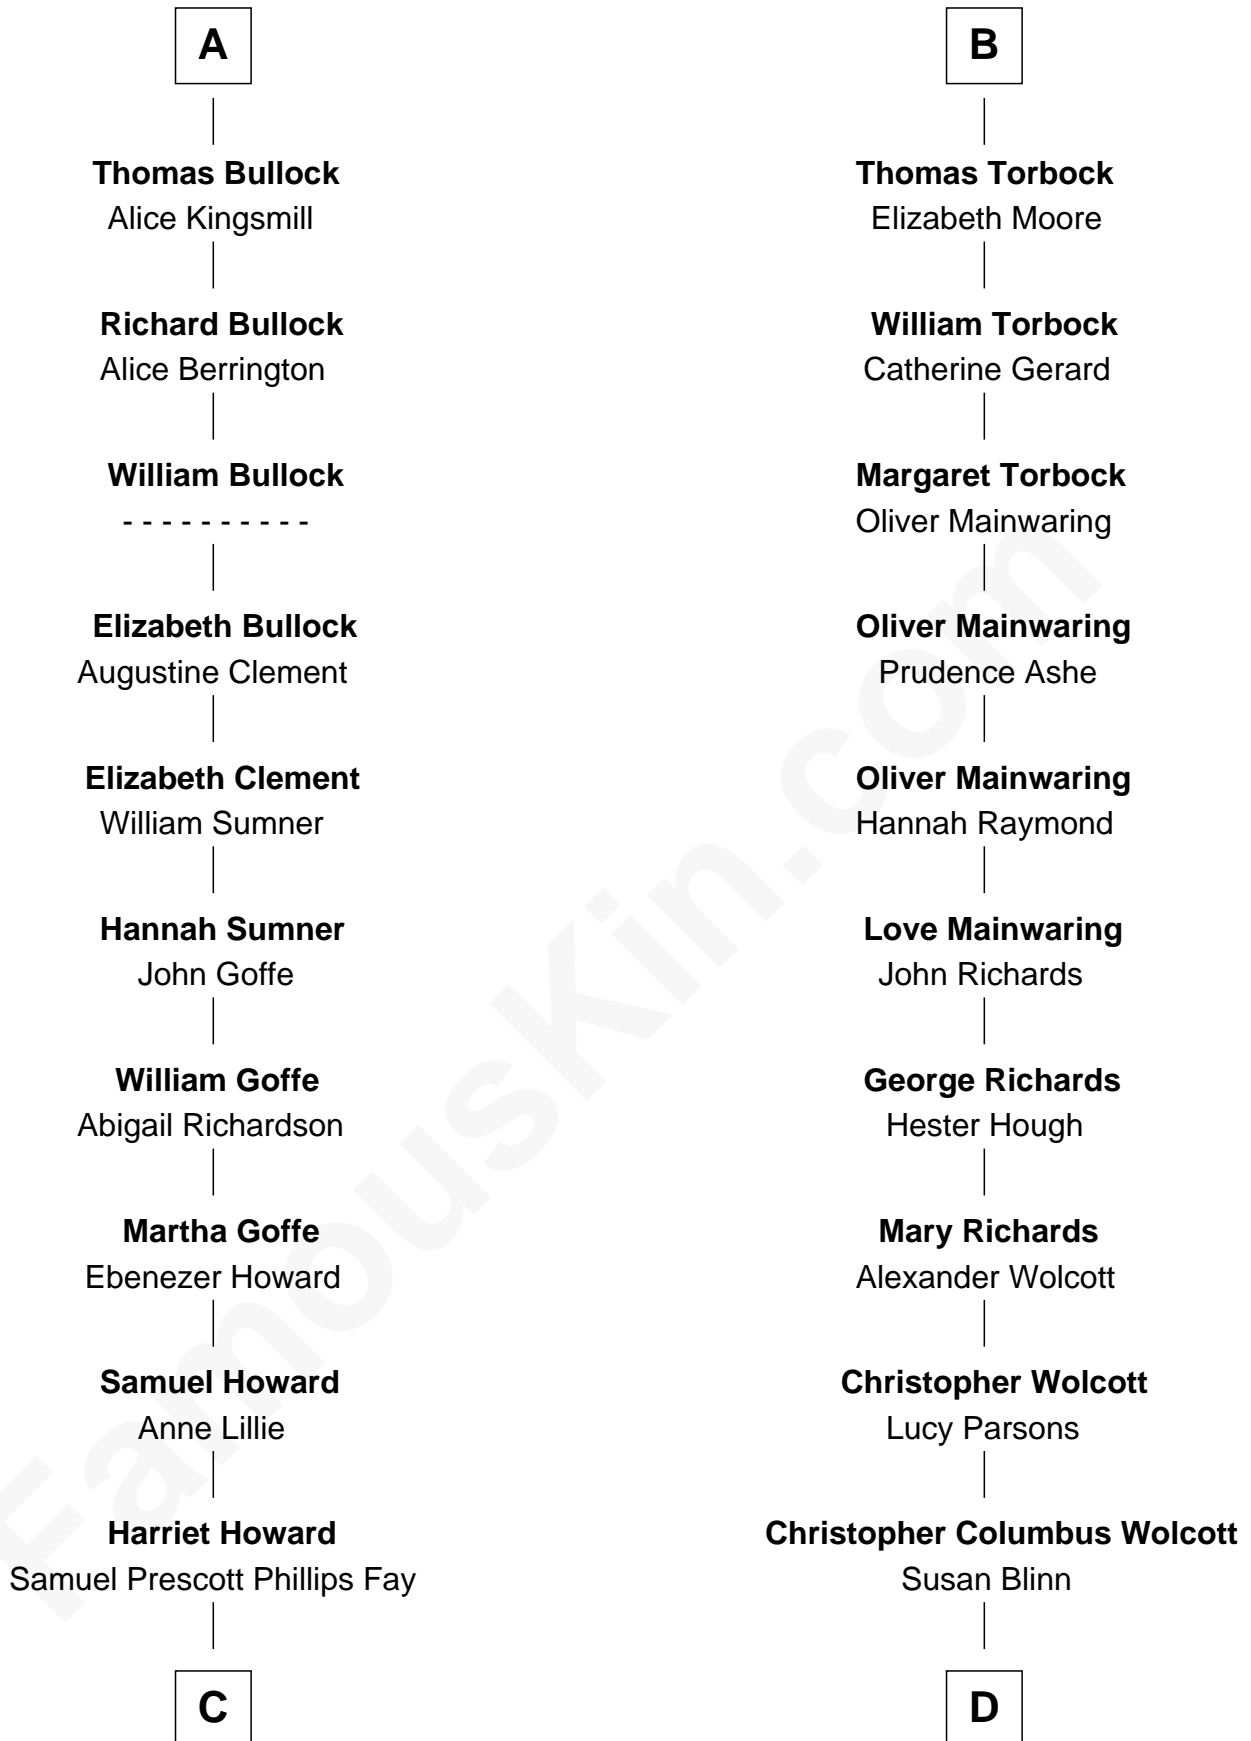 A
Thomas Bullock
Alice Kingsmill
Richard Bullock
Alice Berrington
William Bullock
- - - - - - - - - -
Elizabeth Bullock
Augustine Clement
Elizabeth Clement
William Sumner
Hannah Sumner
John Goffe
William Goffe
Abigail Richardson
Martha Goffe
Ebenezer Howard
Samuel Howard
Anne Lillie
Harriet Howard
Samuel Prescott Phillips Fay
C
B
Thomas Torbock
Elizabeth Moore
William Torbock
Catherine Gerard
Margaret Torbock
Oliver Mainwaring
Oliver Mainwaring
Prudence Ashe
Oliver Mainwaring
Hannah Raymond
Love Mainwaring
John Richards
George Richards
Hester Hough
Mary Richards
Alexander Wolcott
Christopher Wolcott
Lucy Parsons
Christopher Columbus Wolcott
Susan Blinn
D
FamousKin.com